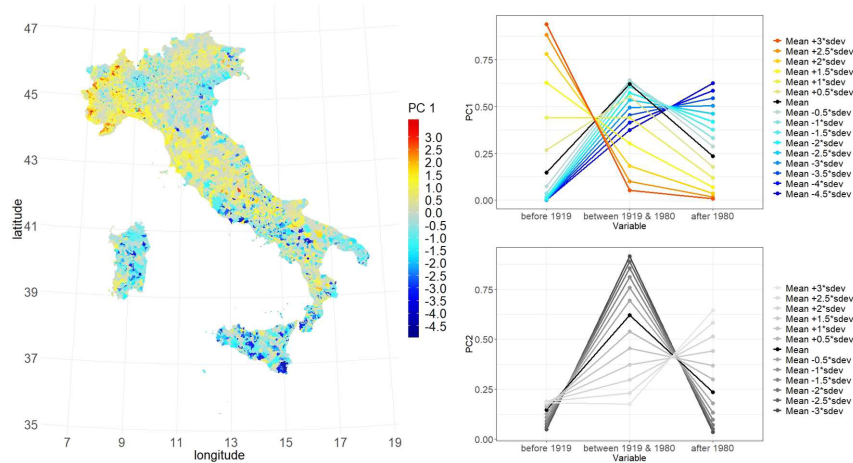 47
45
43
41
39
37
35
latitude
7
9
11
13
15
17
19
longitude
PC 1
3.0
2.5
2.0
1.5
1.0
0.5
0.0
-0.5
-1.0
-1.5
-2.0
-2.5
-3.0
-3.5
-4.0
-4.5
PC1
0.75
0.50
0.25
0.00
before 1919
between 1919 & 1980
after 1980
Variable
Mean +3*sdev
Mean +2.5*sdev
Mean +2*sdev
Mean +1.5*sdev
Mean +1*sdev
Mean +0.5*sdev
Mean
Mean -0.5*sdev
Mean -1*sdev
Mean -1.5*sdev
Mean -2*sdev
Mean -2.5*sdev
Mean -3*sdev
Mean -3.5*sdev
Mean -4*sdev
Mean -4.5*sdev
PC2
0.75
0.50
0.25
0.00
before 1919
between 1919 & 1980
after 1980
Variable
Mean +3*sdev
Mean +2.5*sdev
Mean +2*sdev
Mean +1.5*sdev
Mean +1*sdev
Mean +0.5*sdev
Mean
Mean -0.5*sdev
Mean -1*sdev
Mean -1.5*sdev
Mean -2*sdev
Mean -2.5*sdev
Mean -3*sdev